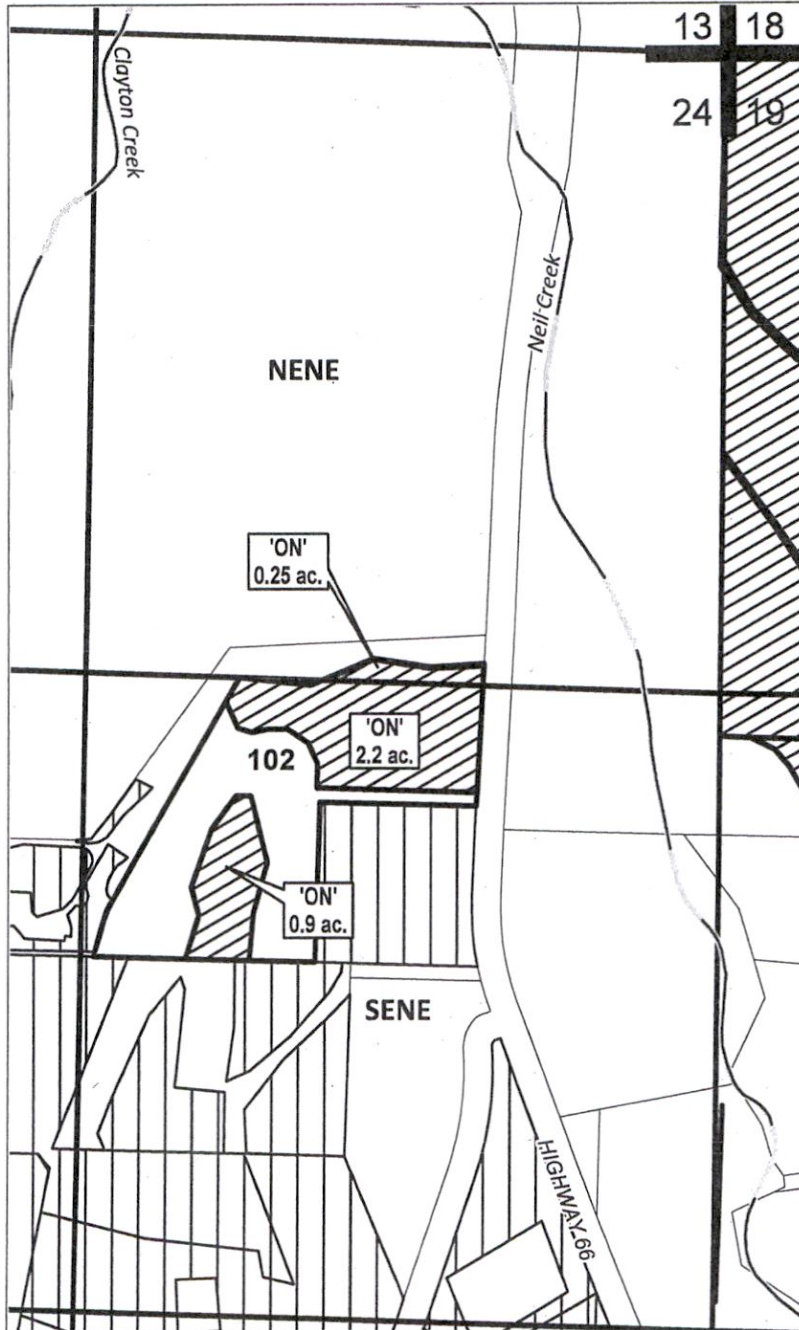 13 18
24 19
Clayton Creek
Neil Creek
NENE
'ON'
0.25 ac.
'ON'
2.2 ac.
102
'ON'
0.9 ac.
SENE
HIGHWAY 66